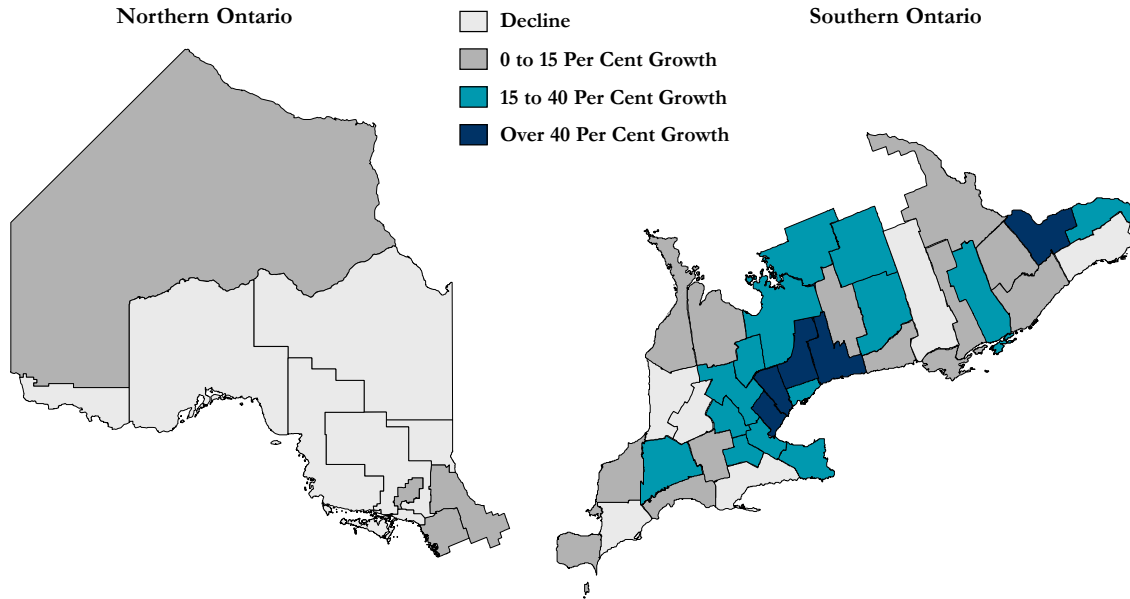 Northern Ontario
Decline
0 to 15 Per Cent Growth
15 to 40 Per Cent Growth
Over 40 Per Cent Growth
Southern Ontario